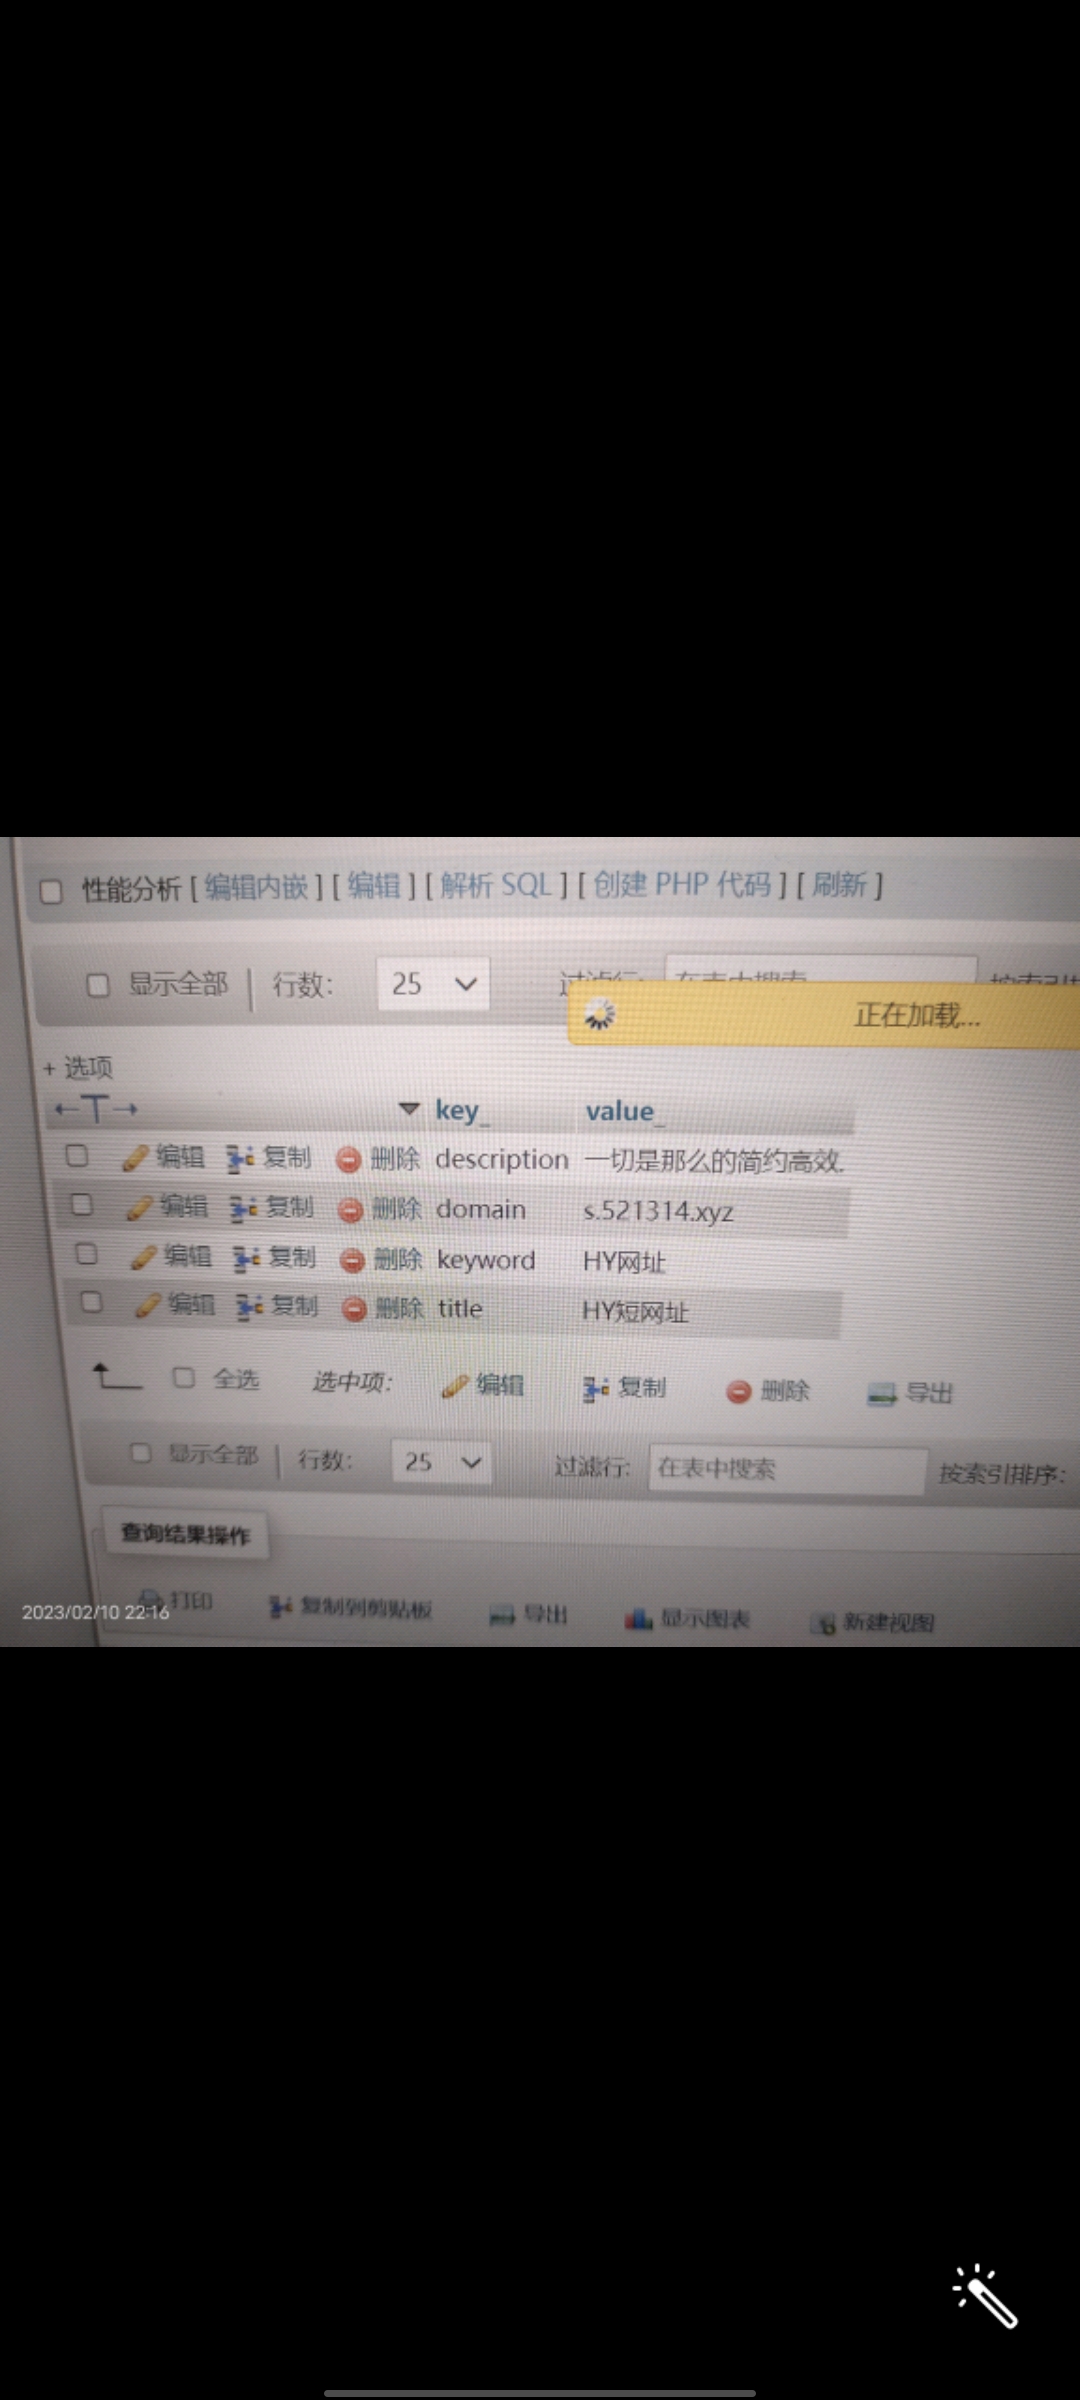 性能分析 [ 编辑内嵌 ] [ 编辑 ] [ 解析 SQL ] [ 创建 PHP 代码 ] [ 刷新 ]
显示全部 行数: 25 过滤行: 在表中搜索
正在加载...
+ 选项
←T→ key_ value_
编辑 复制 删除 description 一切是那么的简约高效.
编辑 复制 删除 domain s.521314.xyz
编辑 复制 删除 keyword HY网址
编辑 复制 删除 title HY短网址
全选 选中项: 编辑 复制 删除 导出
显示全部 行数: 25 过滤行: 在表中搜索 按索引排序:
查询结果操作
打印 复制到剪贴板 导出 显示图表 新建视图
2023/02/10 22:16